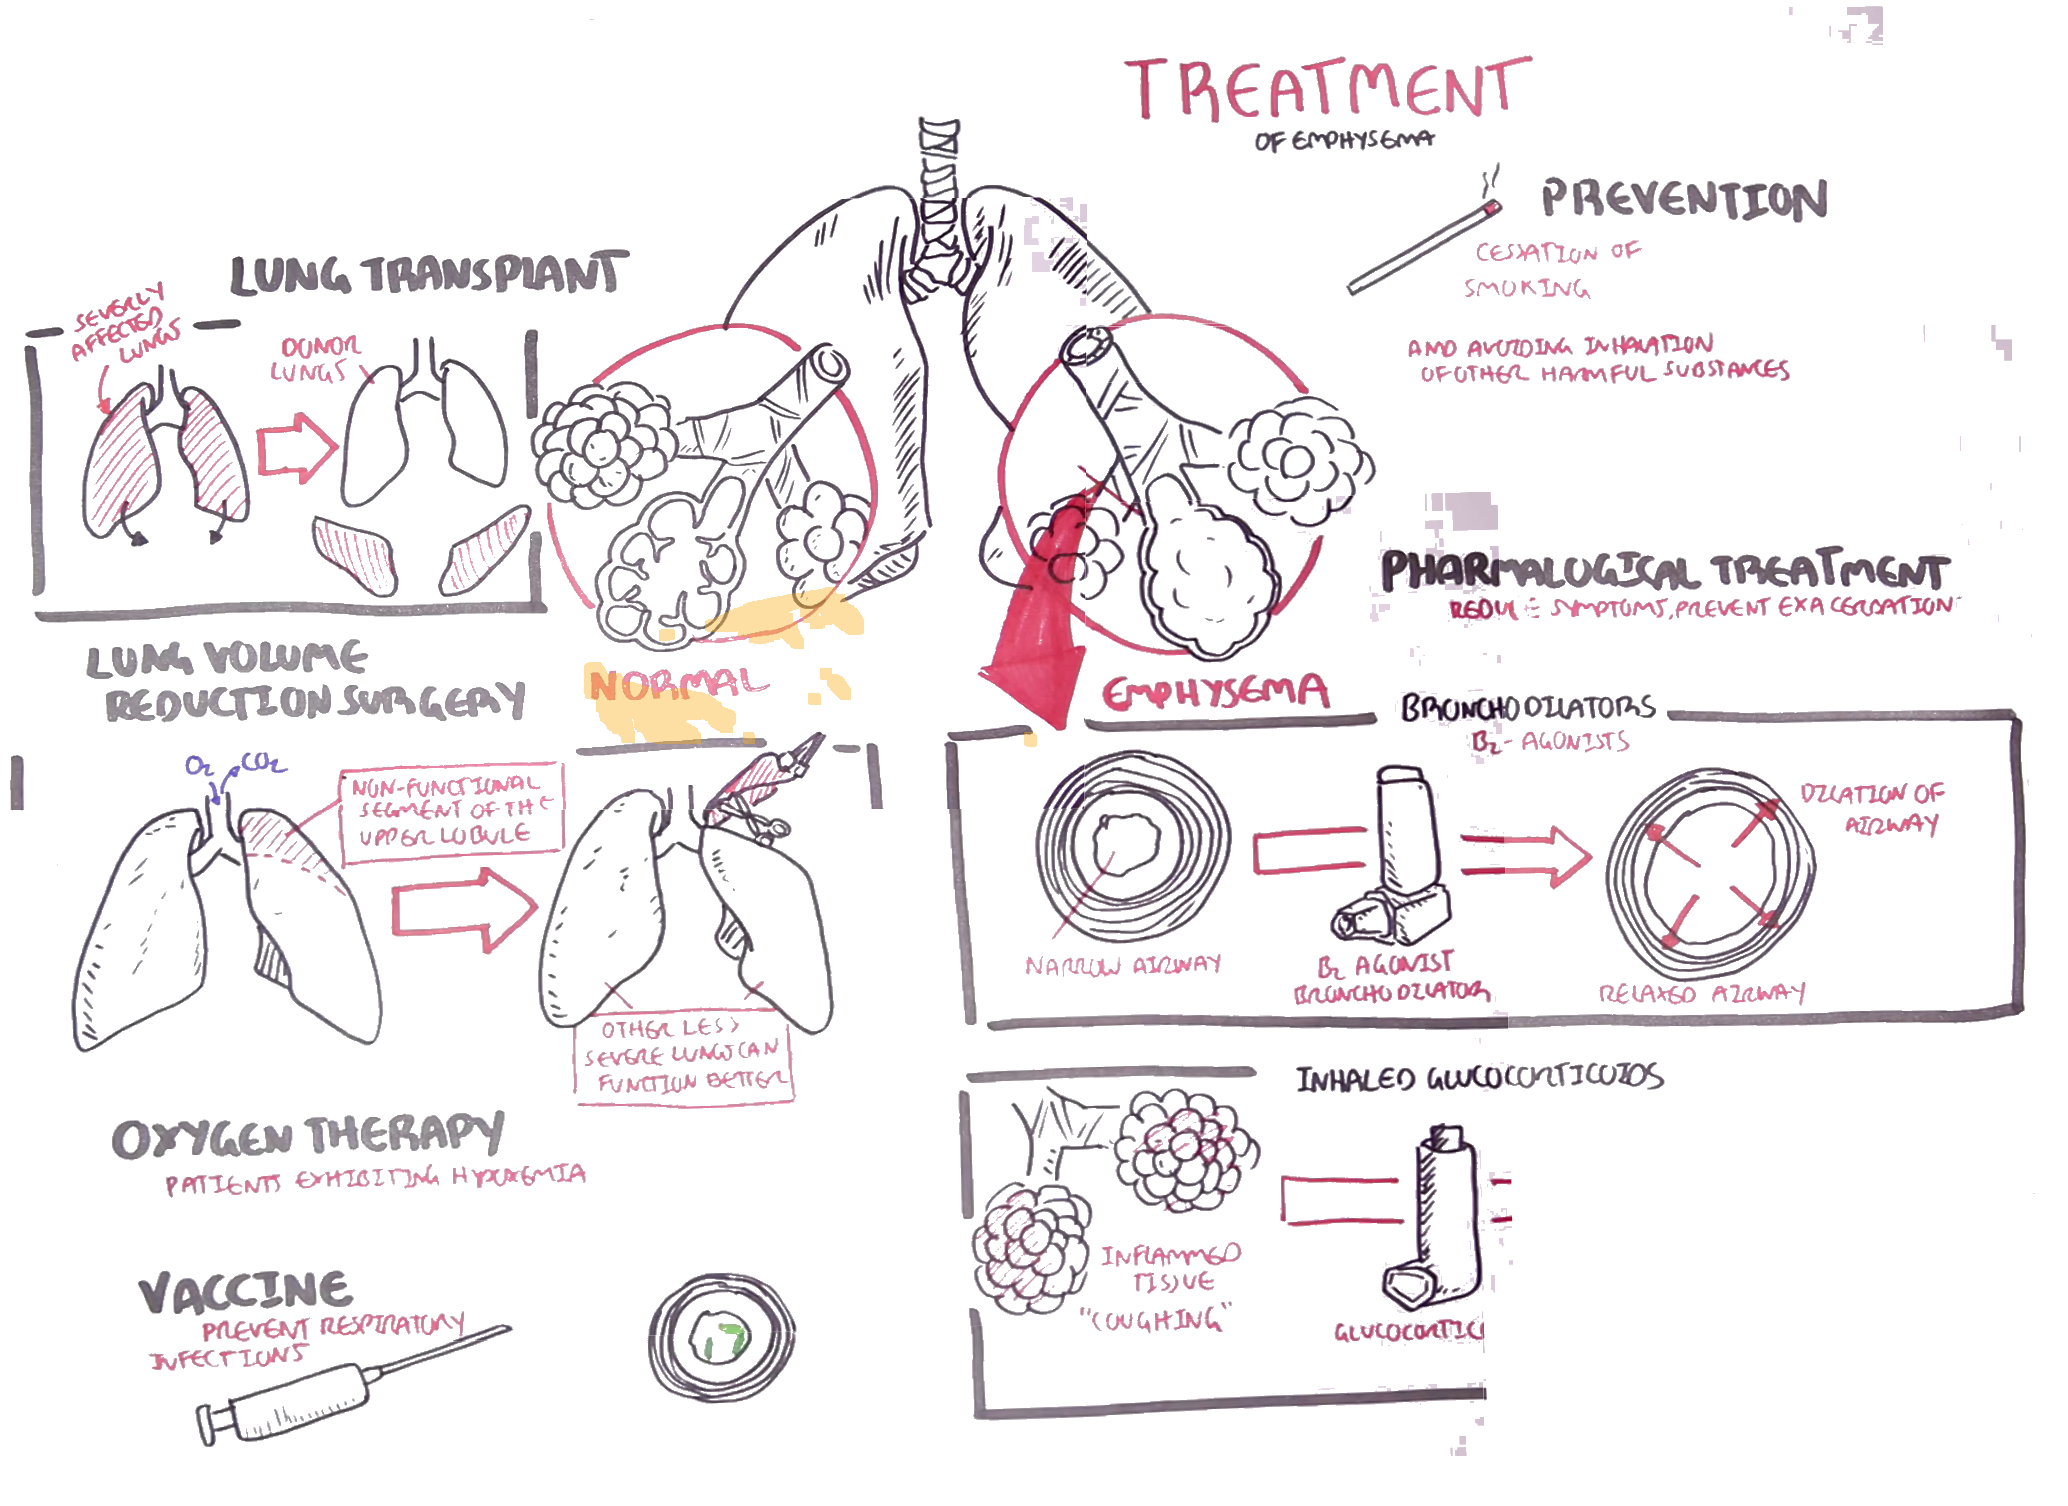 TREATMENT
OF EMPHYSEMA
PREVENTION
CESSATION OF
SMOKING
AND AVOIDING INHALATION
OF OTHER HARMFUL SUBSTANCES
LUNG TRANSPLANT
SEVERLY
AFFECTED
LUNGS
DONOR
LUNGS
NORMAL
EMPHYSEMA
PHARMALOGICAL TREATMENT
REDUCE SYMPTOMS, PREVENT EXACERBATION
LUNG VOLUME
REDUCTION SURGERY
O2
CO2
NON-FUNCTIONAL
SEGMENT OF THE
UPPER LOBULE
OTHER LESS
SEVERE LUNGS CAN
FUNCTION BETTER
BRONCHODILATORS
B2-AGONISTS
NARROW AIRWAY
B2 AGONIST
BRONCHODILATOR
DILATION OF
AIRWAY
RELAXED AIRWAY
OXYGEN THERAPY
PATIENTS EXHIBITING HYPOXEMIA
INHALED GLUCOCORTICOIDS
INFLAMMED
TISSUE
"COUGHING"
GLUCOCORTIC
VACCINE
PREVENT RESPIRATORY
INFECTIONS